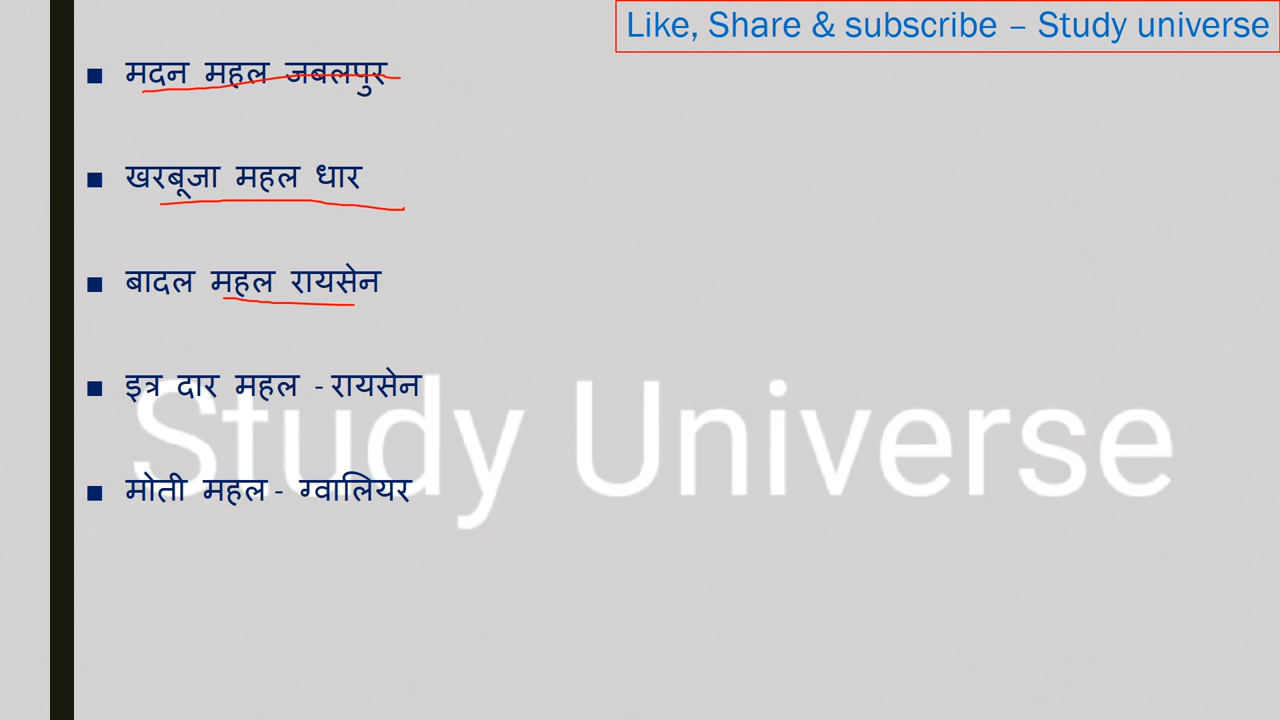 Like, Share & subscribe – Study universe
▪ मदन महल जबलपुर
▪ खरबूजा महल धार
▪ बादल महल रायसेन
▪ इत्र दार महल - रायसेन
▪ मोती महल - ग्वालियर
Study Universe